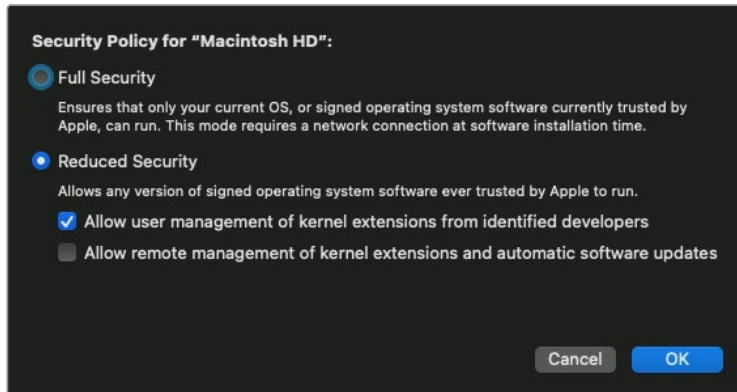 Security Policy for “Macintosh HD”:
Full Security
Ensures that only your current OS, or signed operating system software currently trusted by
Apple, can run. This mode requires a network connection at software installation time.
Reduced Security
Allows any version of signed operating system software ever trusted by Apple to run.
Allow user management of kernel extensions from identified developers
Allow remote management of kernel extensions and automatic software updates
Cancel OK